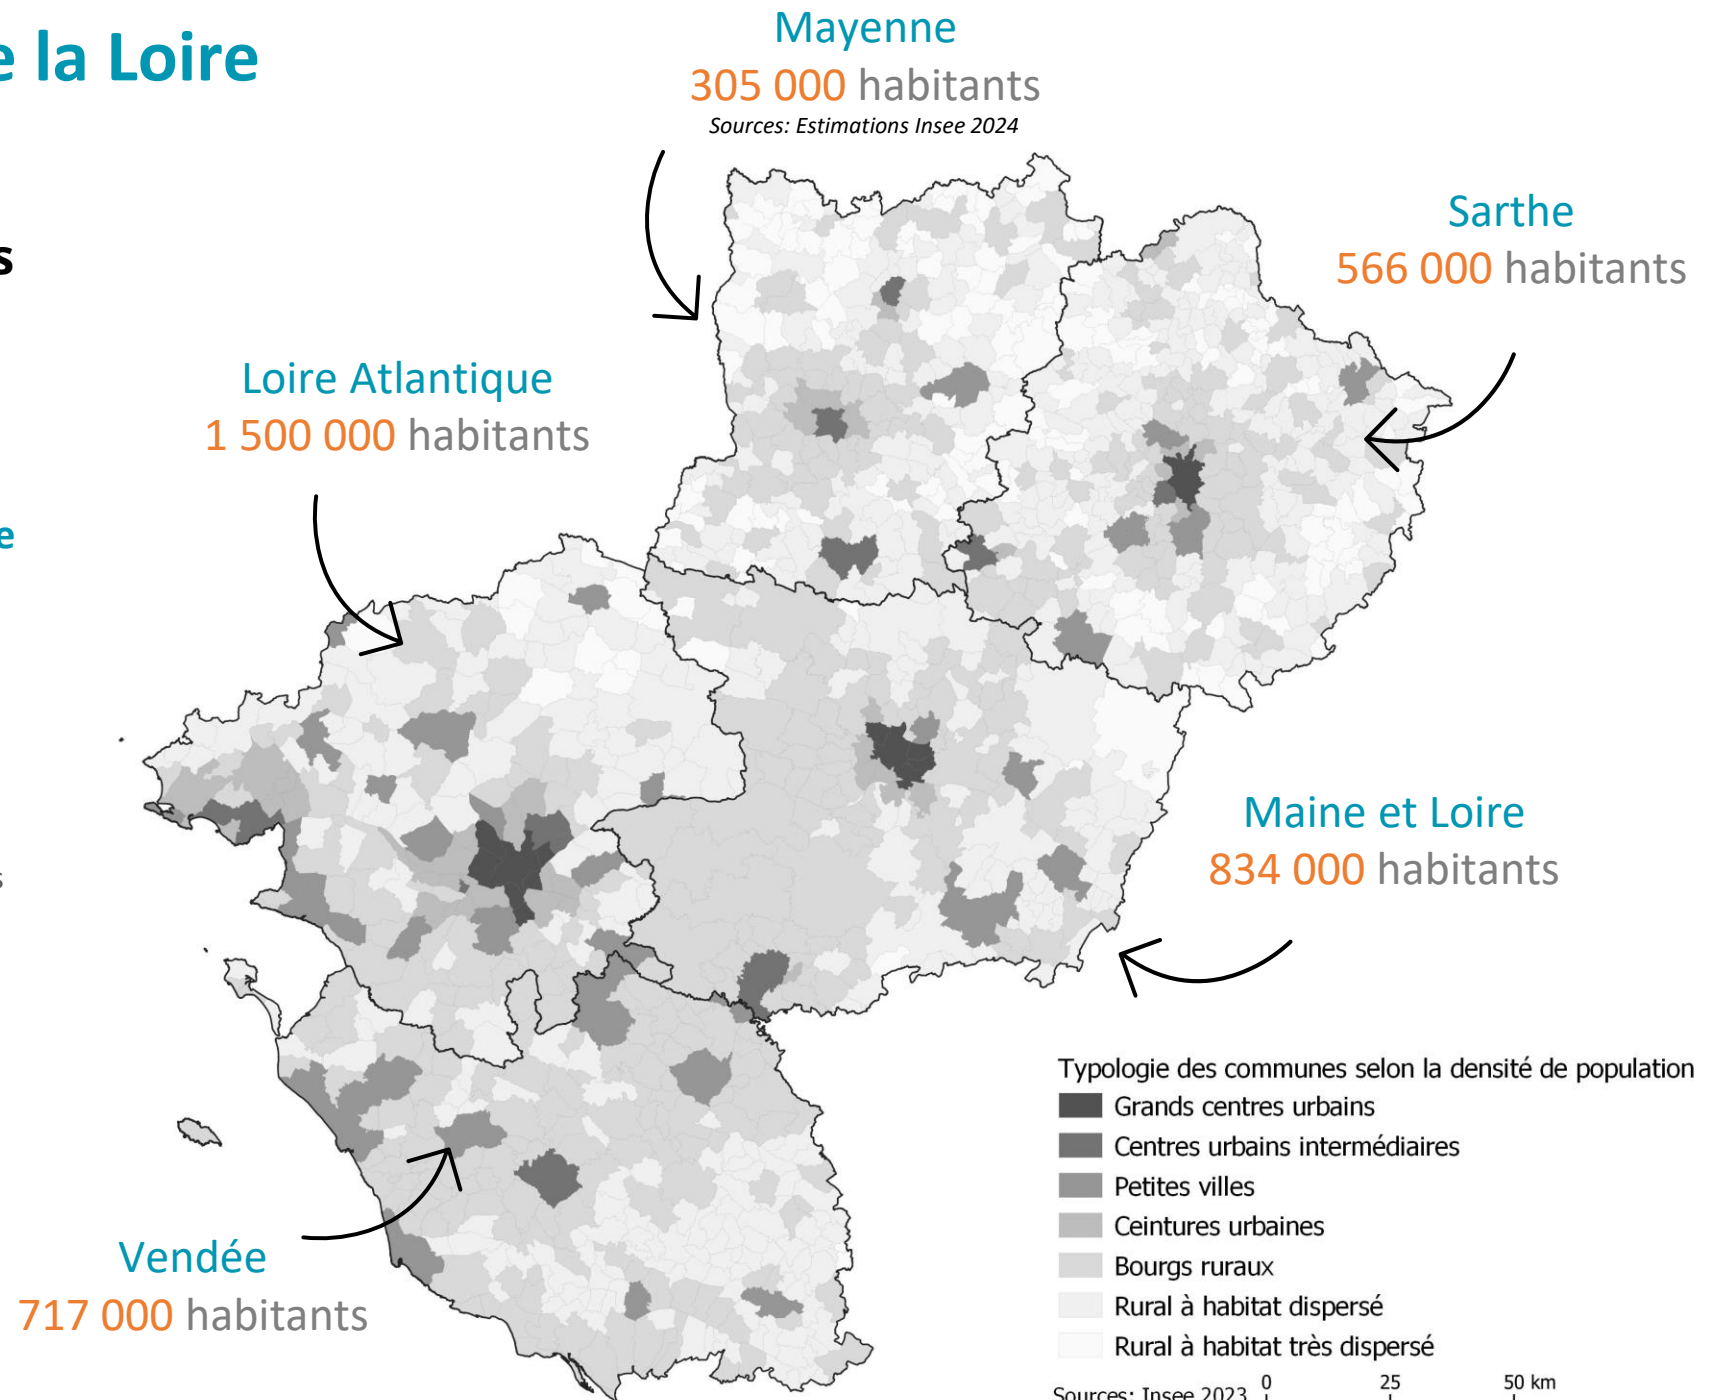 e la Loire
Mayenne
305 000 habitants
Sources: Estimations Insee 2024
s
Sarthe
566 000 habitants
Loire Atlantique
1 500 000 habitants
e
Maine et Loire
834 000 habitants
s
Vendée
717 000 habitants
Typologie des communes selon la densité de population
Grands centres urbains
Centres urbains intermédiaires
Petites villes
Ceintures urbaines
Bourgs ruraux
Rural à habitat dispersé
Rural à habitat très dispersé
Sources: Insee 2023
0 25 50 km